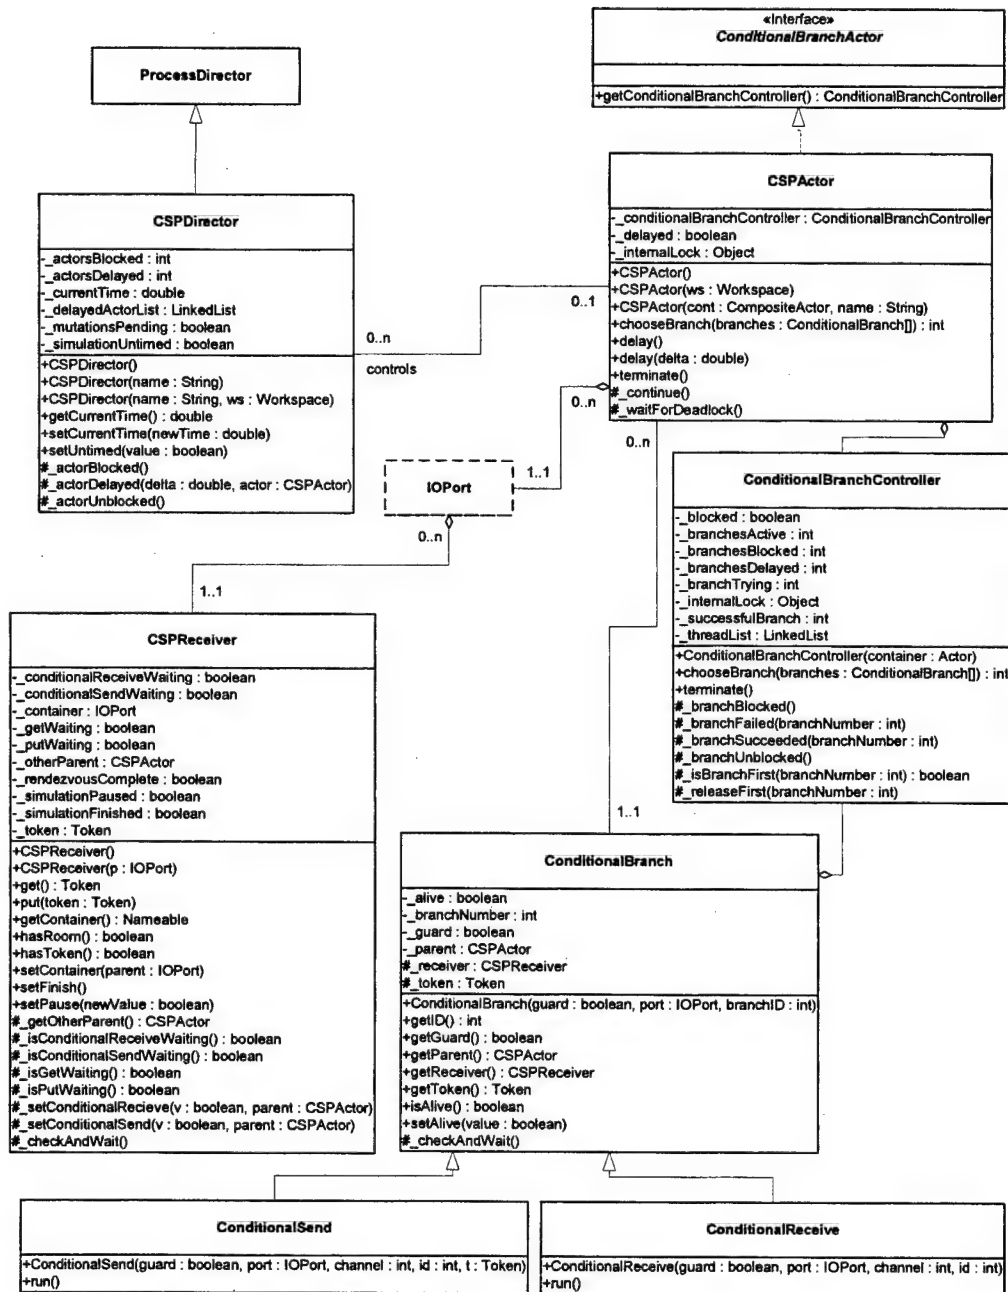 ProcessDirector
«Interface»
ConditionalBranchActor
+getConditionalBranchController() : ConditionalBranchController
CSPDirector
-_actorsBlocked : int
-_actorsDelayed : int
-_currentTime : double
-_delayedActorList : LinkedList
-_mutationsPending : boolean
-_simulationUntimed : boolean
+CSPDirector()
+CSPDirector(name : String)
+CSPDirector(name : String, ws : Workspace)
+getCurrentTime() : double
+setCurrentTime(newTime : double)
+setUntimed(value : boolean)
#_actorBlocked()
#_actorDelayed(delta : double, actor : CSPActor)
#_actorUnblocked()
CSPActor
-_conditionalBranchController : ConditionalBranchController
-_delayed : boolean
-_internalLock : Object
+CSPActor()
+CSPActor(ws : Workspace)
+CSPActor(cont : CompositeActor, name : String)
+chooseBranch(branches : ConditionalBranch[]) : int
+delay()
+delay(delta : double)
+terminate()
#_continue()
#_waitForDeadlock()
0..1
0..n
controls
0..n
0..n
1..1
IOPort
0..n
1..1
ConditionalBranchController
-_blocked : boolean
-_branchesActive : int
-_branchesBlocked : int
-_branchesDelayed : int
-_branchTrying : int
-_internalLock : Object
-_successfulBranch : int
-_threadList : LinkedList
+ConditionalBranchController(container : Actor)
+chooseBranch(branches : ConditionalBranch[]) : int
+terminate()
#_branchBlocked()
#_branchFailed(branchNumber : int)
#_branchSucceeded(branchNumber : int)
#_branchUnblocked()
#_isBranchFirst(branchNumber : int) : boolean
#_releaseFirst(branchNumber : int)
CSPReceiver
-_conditionalReceiveWaiting : boolean
-_conditionalSendWaiting : boolean
-_container : IOPort
-_getWaiting : boolean
-_putWaiting : boolean
-_otherParent : CSPActor
-_rendezvousComplete : boolean
-_simulationPaused : boolean
-_simulationFinished : boolean
-_token : Token
+CSPReceiver()
+CSPReceiver(p : IOPort)
+get() : Token
+put(token : Token)
+getContainer() : Nameable
+hasRoom() : boolean
+hasToken() : boolean
+setContainer(parent : IOPort)
+setFinish()
+setPause(newValue : boolean)
#_getOtherParent() : CSPActor
#_isConditionalReceiveWaiting() : boolean
#_isConditionalSendWaiting() : boolean
#_isGetWaiting() : boolean
#_isPutWaiting() : boolean
#_setConditionalRecieve(v : boolean, parent : CSPActor)
#_setConditionalSend(v : boolean, parent : CSPActor)
#_checkAndWait()
1..1
ConditionalBranch
-_alive : boolean
-_branchNumber : int
-_guard : boolean
-_parent : CSPActor
#_receiver : CSPReceiver
#_token : Token
+ConditionalBranch(guard : boolean, port : IOPort, branchID : int)
+getID() : int
+getGuard() : boolean
+getParent() : CSPActor
+getReceiver() : CSPReceiver
+getToken() : Token
+isAlive() : boolean
+setAlive(value : boolean)
#_checkAndWait()
ConditionalSend
+ConditionalSend(guard : boolean, port : IOPort, channel : int, id : int, t : Token)
+run()
ConditionalReceive
+ConditionalReceive(guard : boolean, port : IOPort, channel : int, id : int)
+run()